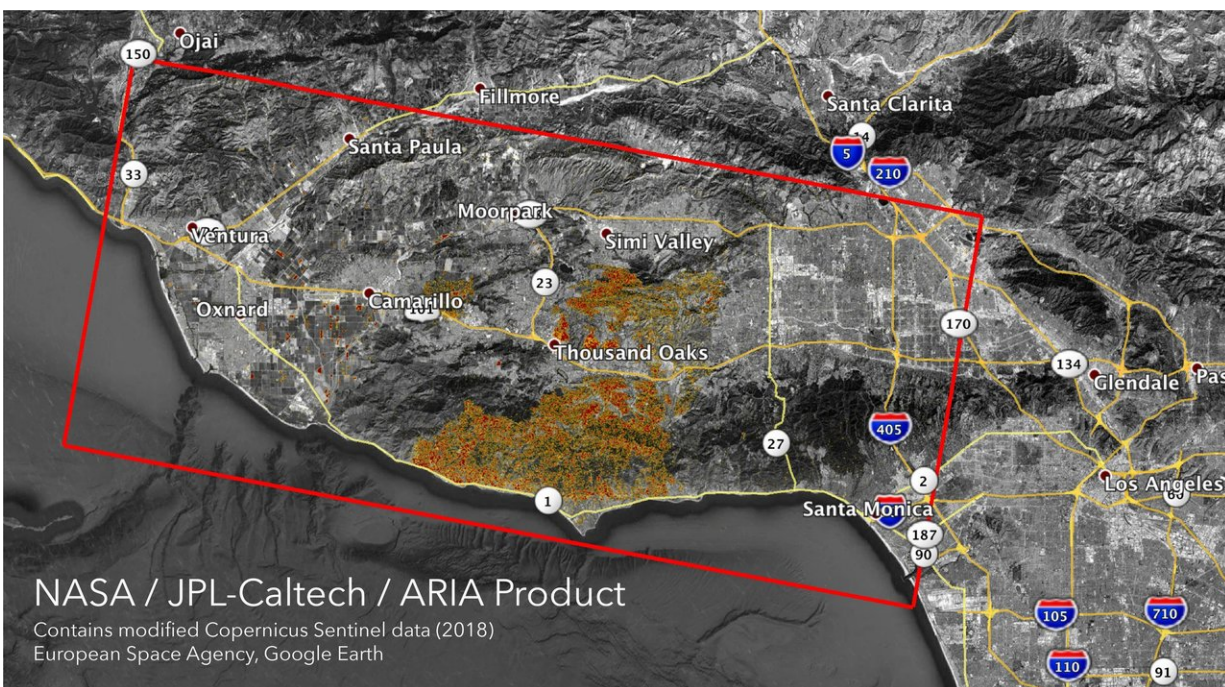 Ojai
150
Fillmore
Santa Clarita
14
5
210
Santa Paula
33
Moorpark
Ventura
Simi Valley
23
Oxnard
Camarillo
101
170
Thousand Oaks
134
Glendale
Pas
405
27
2
Los Angeles
1
Santa Monica
187
90
NASA / JPL-Caltech / ARIA Product
Contains modified Copernicus Sentinel data (2018)
European Space Agency, Google Earth
105
710
110
91